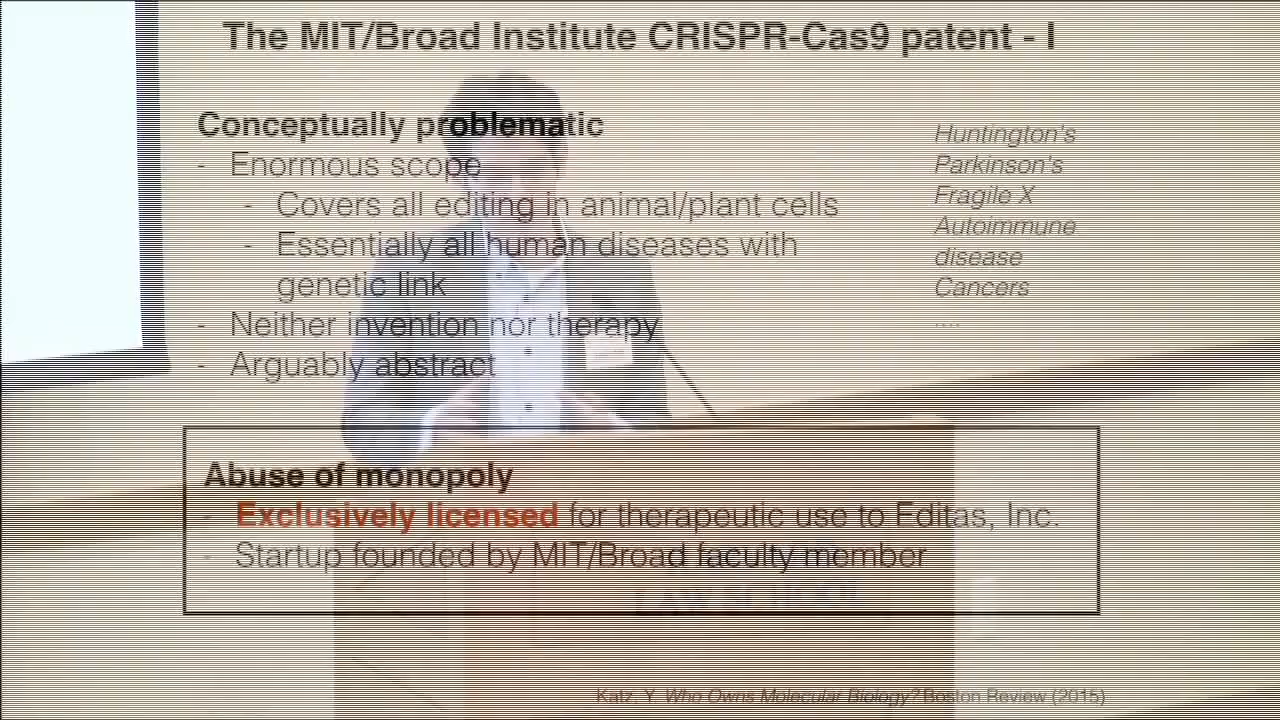 The MIT/Broad Institute CRISPR-Cas9 patent - I
Conceptually problematic
- Enormous scope
- Covers all editing in animal/plant cells
- Essentially all human diseases with
genetic link
- Neither invention nor therapy
- Arguably abstract
Huntington's
Parkinson's
Fragile X
Autoimmune
disease
Cancers
....
Abuse of monopoly
- Exclusively licensed for therapeutic use to Editas, Inc.
- Startup founded by MIT/Broad faculty member
Katz, Y. Who Owns Molecular Biology? Boston Review (2015)